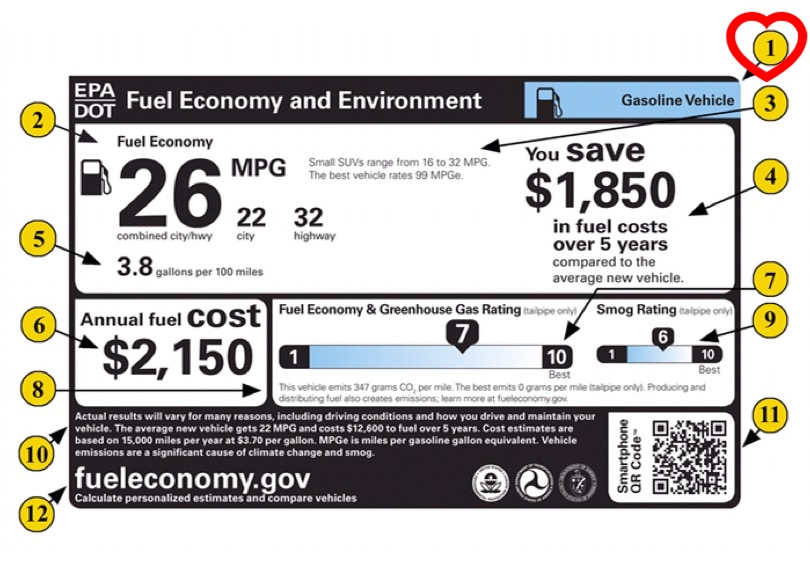 1
EPA
DOT
Fuel Economy and Environment
Gasoline Vehicle
2
3
Fuel Economy
26
MPG
combined city/hwy
22
city
32
highway
Small SUVs range from 16 to 32 MPG.
The best vehicle rates 99 MPGe.
You save
$1,850
in fuel costs
over 5 years
compared to the
average new vehicle.
4
5
3.8 gallons per 100 miles
6
Annual fuel cost
$2,150
Fuel Economy & Greenhouse Gas Rating (tailpipe only)
7
1
10
Best
Smog Rating (tailpipe only)
6
1
10
Best
7
9
8
This vehicle emits 347 grams CO2 per mile. The best emits 0 grams per mile (tailpipe only). Producing and
distributing fuel also creates emissions; learn more at fueleconomy.gov.
10
Actual results will vary for many reasons, including driving conditions and how you drive and maintain your
vehicle. The average new vehicle gets 22 MPG and costs $12,600 to fuel over 5 years. Cost estimates are
based on 15,000 miles per year at $3.70 per gallon. MPGe is miles per gasoline gallon equivalent. Vehicle
emissions are a significant cause of climate change and smog.
12
fueleconomy.gov
Calculate personalized estimates and compare vehicles
Smartphone
QR Code™
11